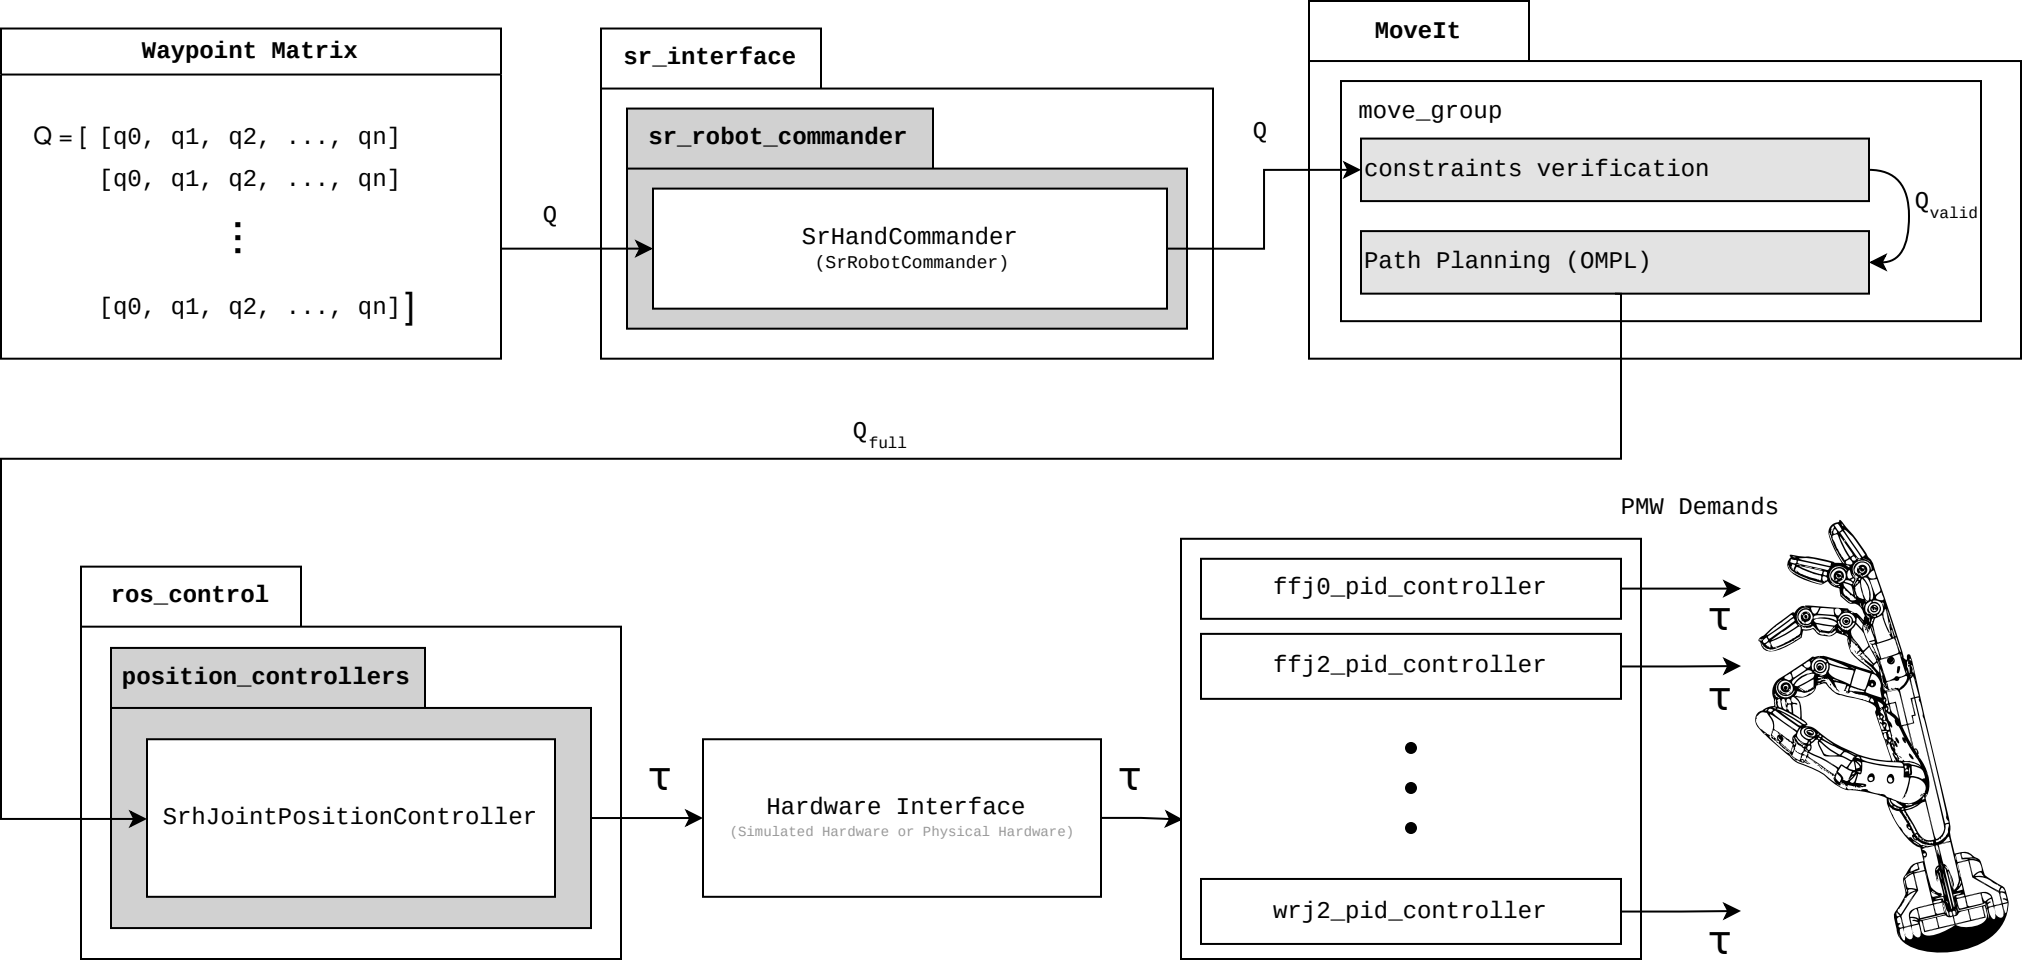 Waypoint Matrix
Q = [ [q0, q1, q2, ..., qn]
[q0, q1, q2, ..., qn]
⋮
[q0, q1, q2, ..., qn]]
Q
sr_interface
sr_robot_commander
SrHandCommander
(SrRobotCommander)
Q
MoveIt
move_group
constraints verification
Qvalid
Path Planning (OMPL)
Qfull
ros_control
position_controllers
SrhJointPositionController
τ
Hardware Interface
(Simulated Hardware or Physical Hardware)
τ
PMW Demands
ffj0_pid_controller
τ
ffj2_pid_controller
τ
wrj2_pid_controller
τ